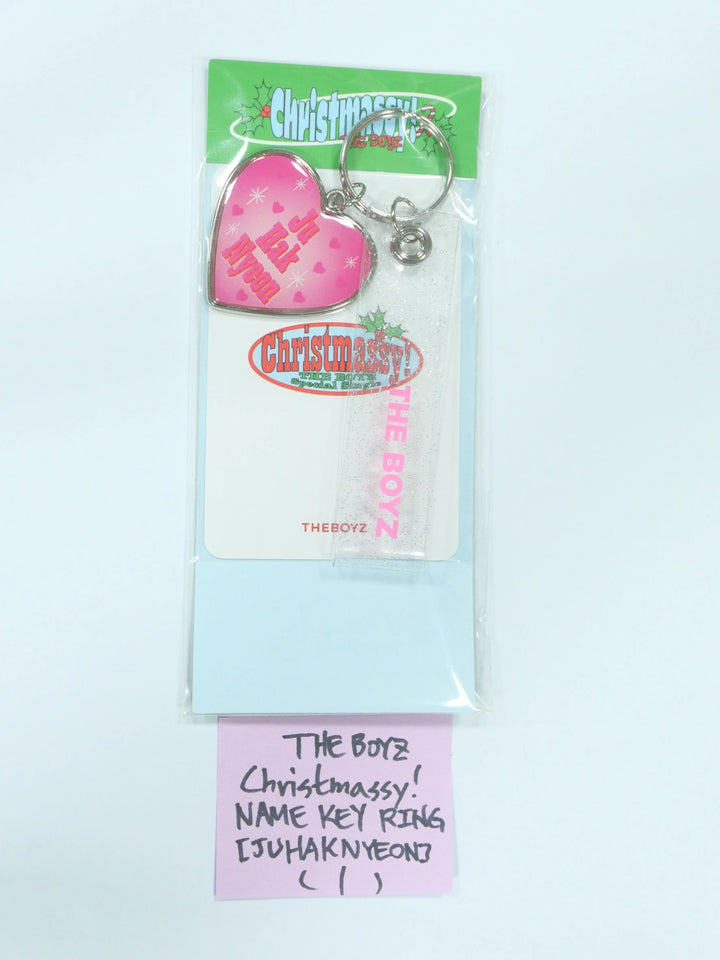 Christmassy!
THE BOYZ
Ju
Hak
Nyeon
Christmassy!
THE BOYZ
Special Single
THE BOYZ
THEBOYZ
THE BOYZ
Christmassy!
NAME KEY RING
[JUHAKNYEON]
( 1 )